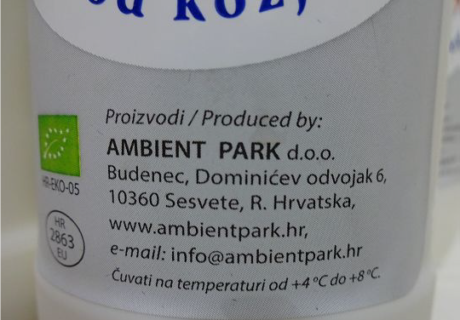 Proizvodi / Produced by:
AMBIENT PARK d.o.o.
Budenec, Dominićev odvojak 6,
10360 Sesvete, R. Hrvatska,
www.ambientpark.hr,
e-mail: info@ambientpark.hr
Čuvati na temperaturi od +4 °C do +8 °C.
HR-EKO-05
HR
2863
EU